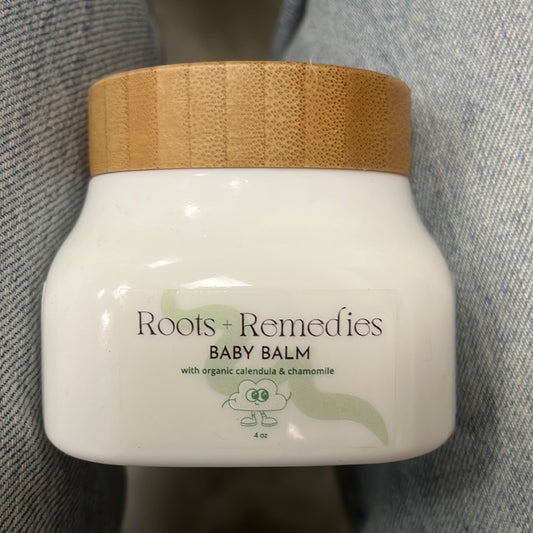 Roots + Remedies
BABY BALM
with organic calendula & chamomile
4 oz